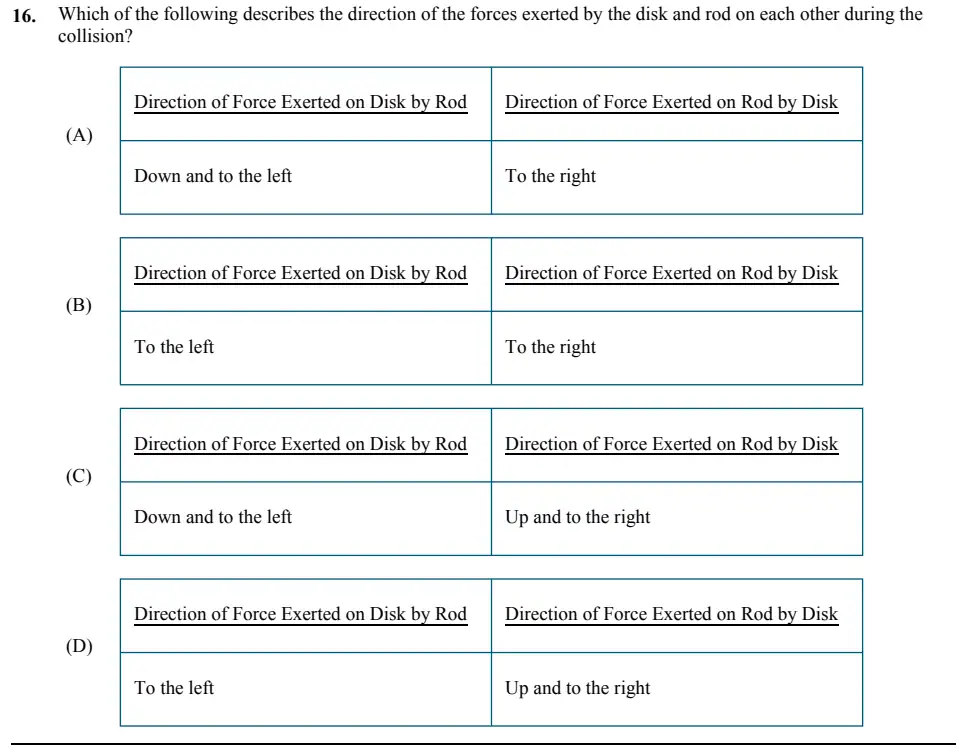 16. Which of the following describes the direction of the forces exerted by the disk and rod on each other during the
collision?
Direction of Force Exerted on Disk by Rod Direction of Force Exerted on Rod by Disk
(A)
Down and to the left To the right
Direction of Force Exerted on Disk by Rod Direction of Force Exerted on Rod by Disk
(B)
To the left To the right
Direction of Force Exerted on Disk by Rod Direction of Force Exerted on Rod by Disk
(C)
Down and to the left Up and to the right
Direction of Force Exerted on Disk by Rod Direction of Force Exerted on Rod by Disk
(D)
To the left Up and to the right